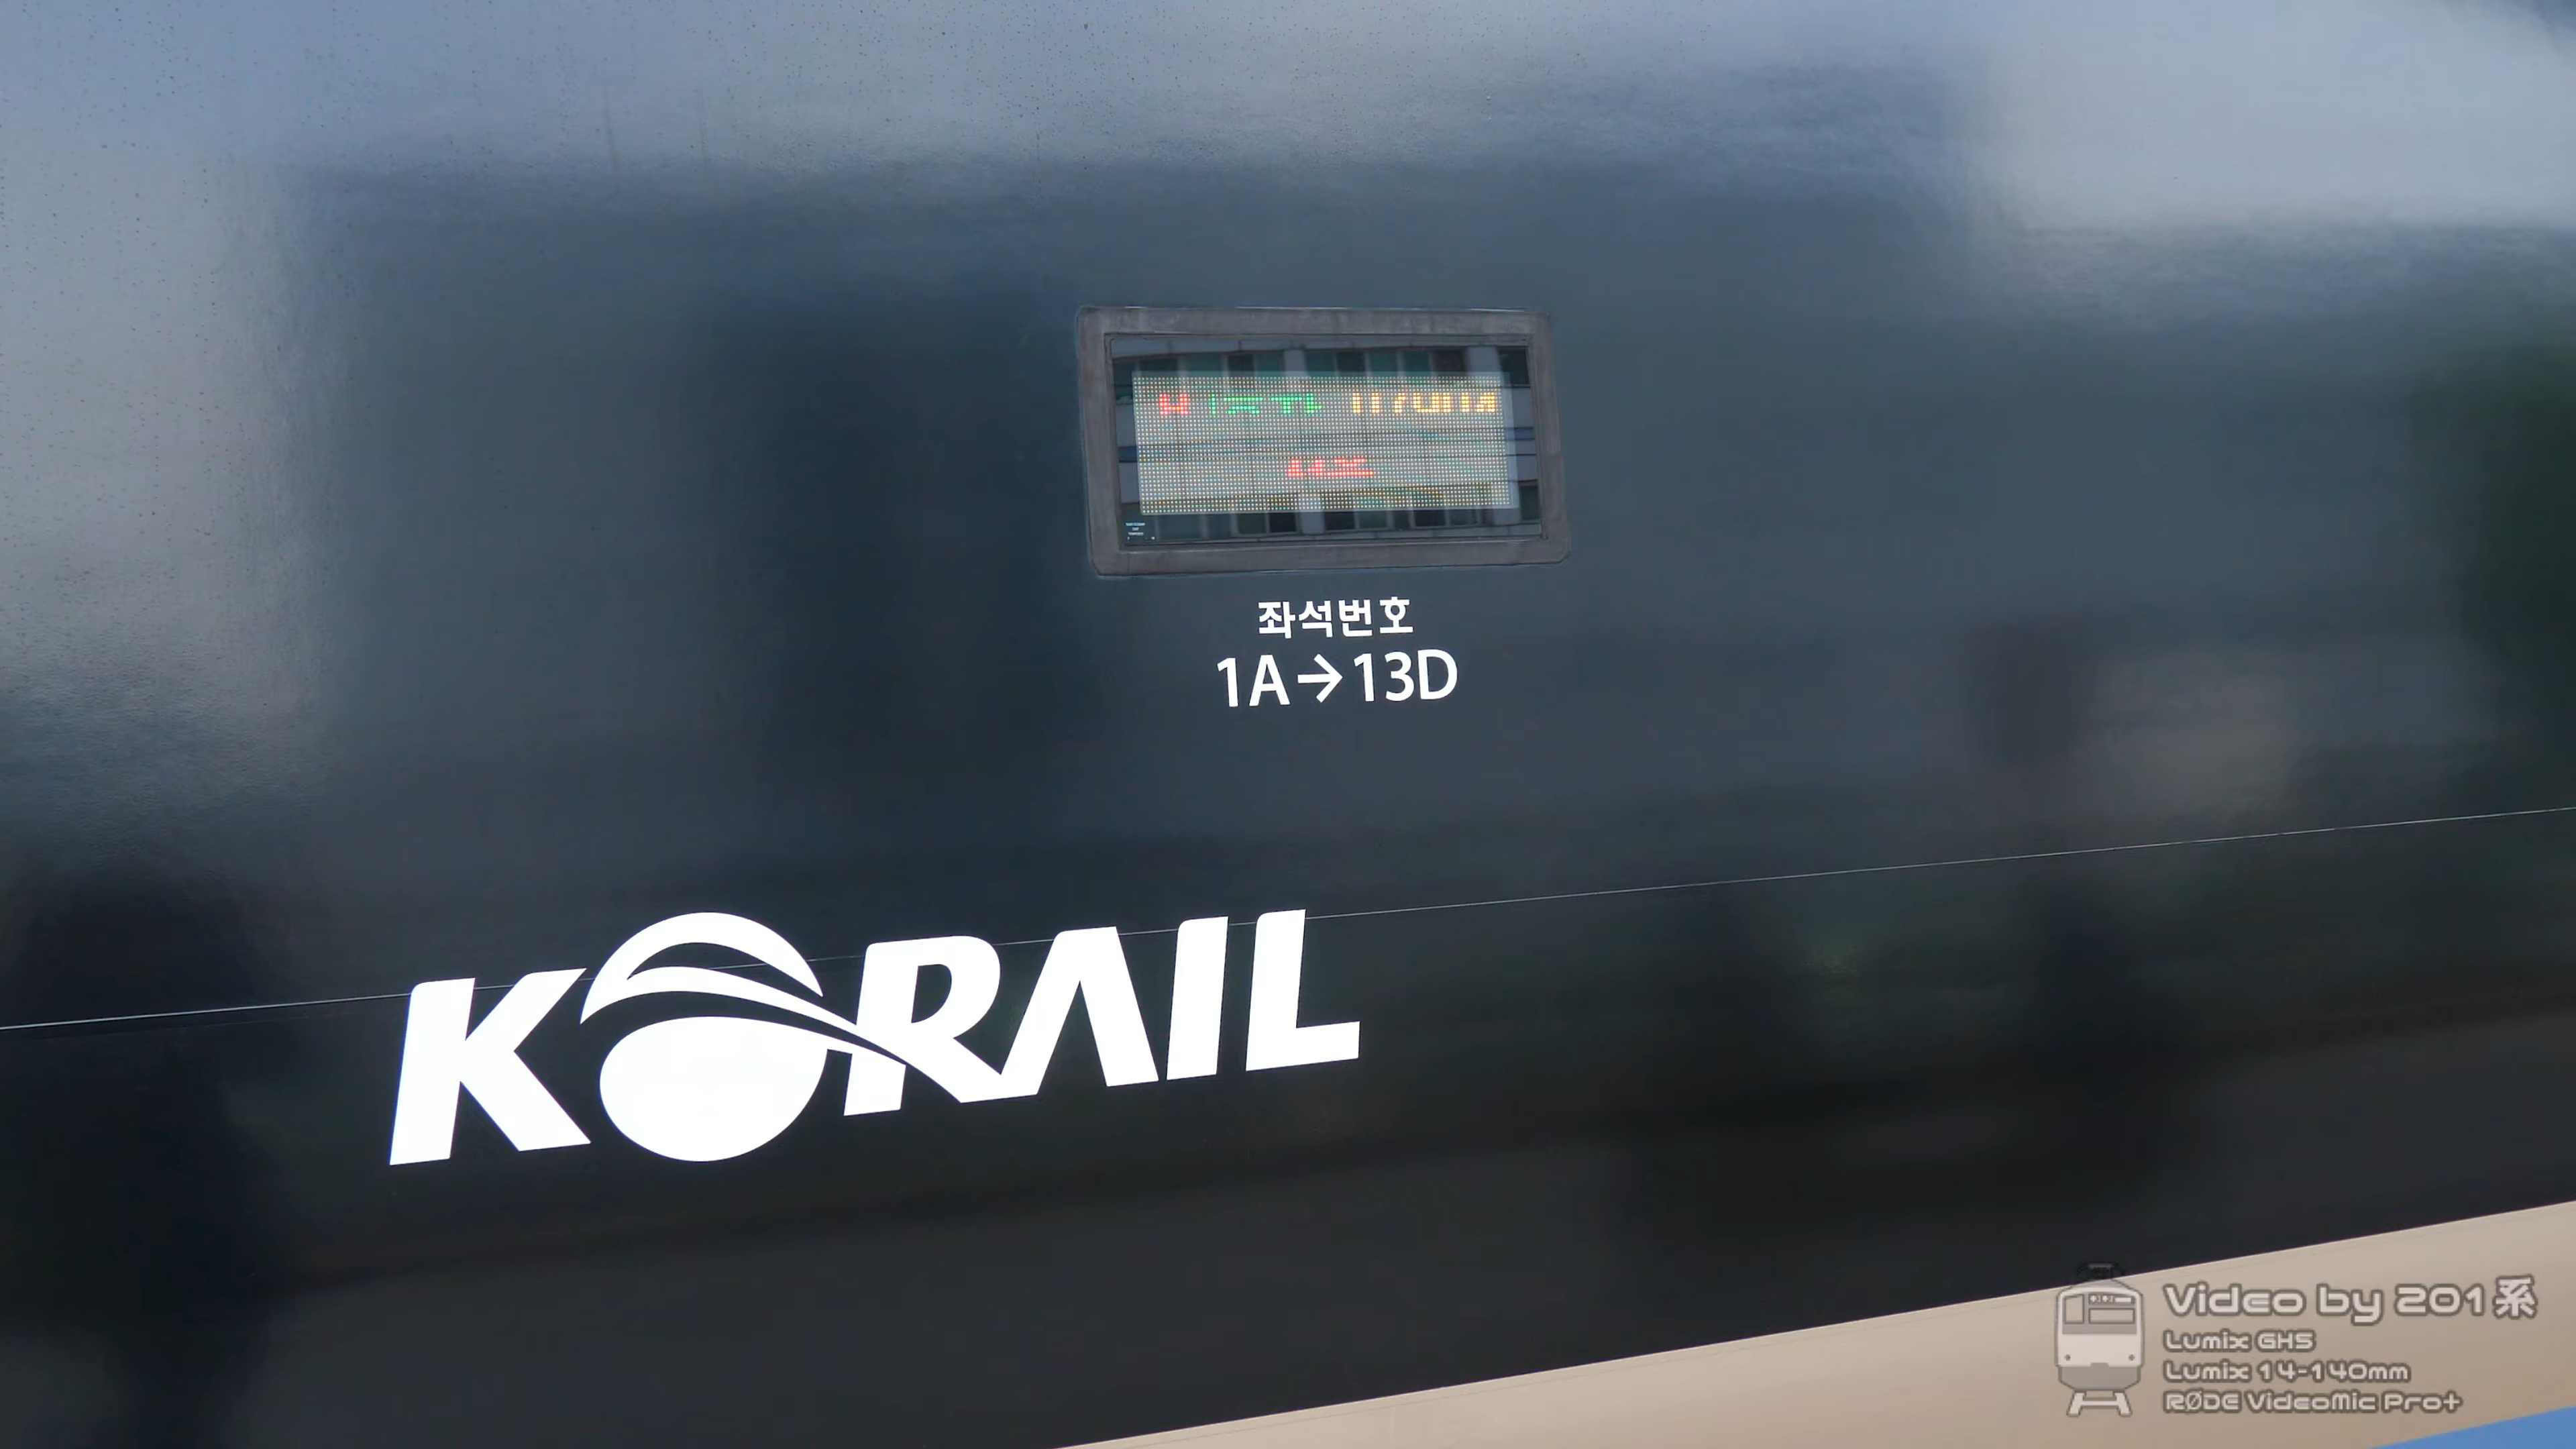 좌석번호
1A→13D
KORAIL
Video by 201系
Lumix GH5
Lumix 14-140mm
RØDE VideoMic Pro+